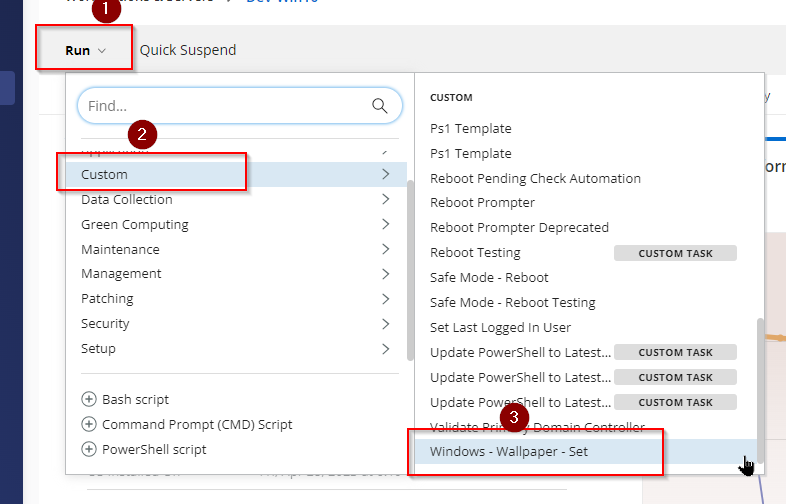 1
Run
Quick Suspend
Find...
2
Custom
Data Collection
Green Computing
Maintenance
Management
Patching
Security
Setup
Bash script
Command Prompt (CMD) Script
PowerShell script
CUSTOM
Ps1 Template
Ps1 Template
Reboot Pending Check Automation
Reboot Prompter
Reboot Prompter Deprecated
Reboot Testing CUSTOM TASK
Safe Mode - Reboot
Safe Mode - Reboot Testing
Set Last Logged In User
Update PowerShell to Latest... CUSTOM TASK
Update PowerShell to Latest... CUSTOM TASK
Update PowerShell to Latest... CUSTOM TASK
3
Validate Primary Domain Controller
Windows - Wallpaper - Set